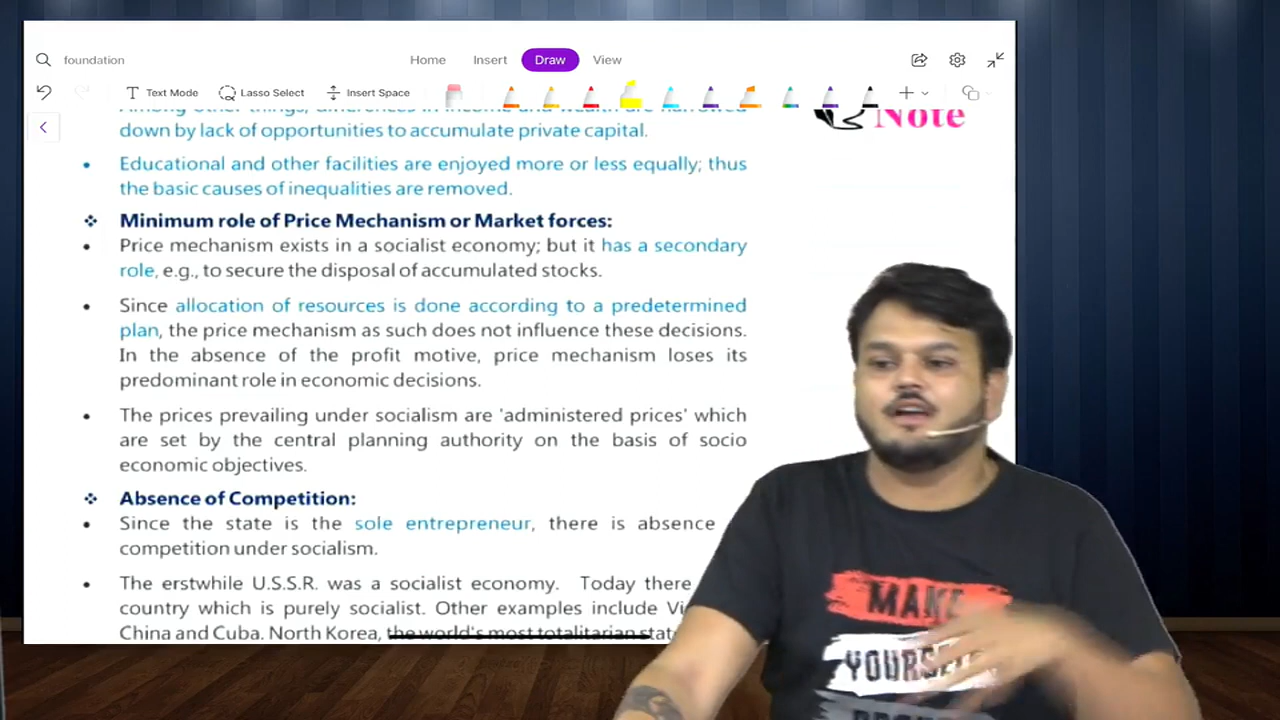 foundation
Home
Insert
Draw
View
Text Mode
Lasso Select
Insert Space
down by lack of opportunities to accumulate private capital.
Note
• Educational and other facilities are enjoyed more or less equally; thus
the basic causes of inequalities are removed.
❖ Minimum role of Price Mechanism or Market forces:
• Price mechanism exists in a socialist economy; but it has a secondary
role, e.g., to secure the disposal of accumulated stocks.
• Since allocation of resources is done according to a predetermined
plan, the price mechanism as such does not influence these decisions.
In the absence of the profit motive, price mechanism loses its
predominant role in economic decisions.
• The prices prevailing under socialism are 'administered prices' which
are set by the central planning authority on the basis of socio
economic objectives.
❖ Absence of Competition:
• Since the state is the sole entrepreneur, there is absence
competition under socialism.
• The erstwhile U.S.S.R. was a socialist economy. Today there
country which is purely socialist. Other examples include Vi
China and Cuba. North Korea, the world's most totalitarian stat
MAKE